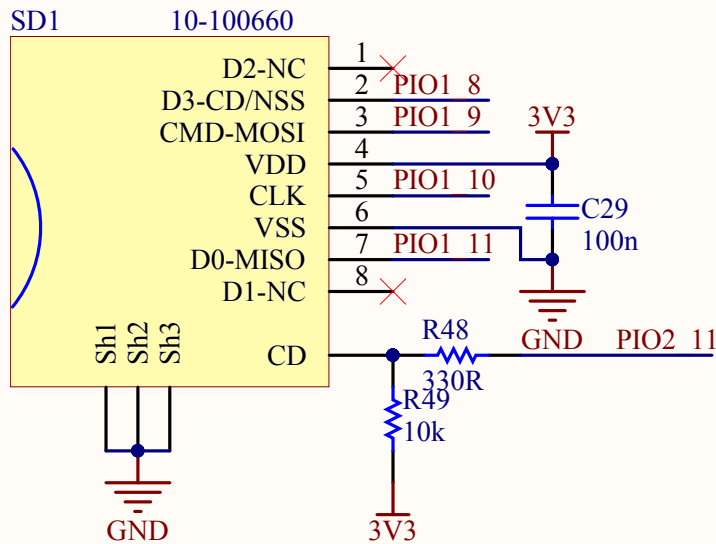 SD1 10-100660
D2-NC 1
D3-CD/NSS 2 PIO1_8
CMD-MOSI 3 PIO1_9
3V3
VDD 4
CLK 5 PIO1_10
C29
VSS 6
100n
D0-MISO 7 PIO1_11
D1-NC 8
GND
R48
PIO2_11
CD
330R
R49
10k
Sh1
Sh2
Sh3
GND
3V3